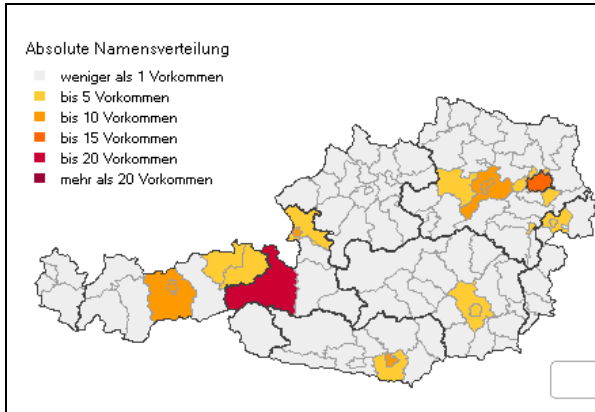 Absolute Namensverteilung
weniger als 1 Vorkommen
bis 5 Vorkommen
bis 10 Vorkommen
bis 15 Vorkommen
bis 20 Vorkommen
mehr als 20 Vorkommen